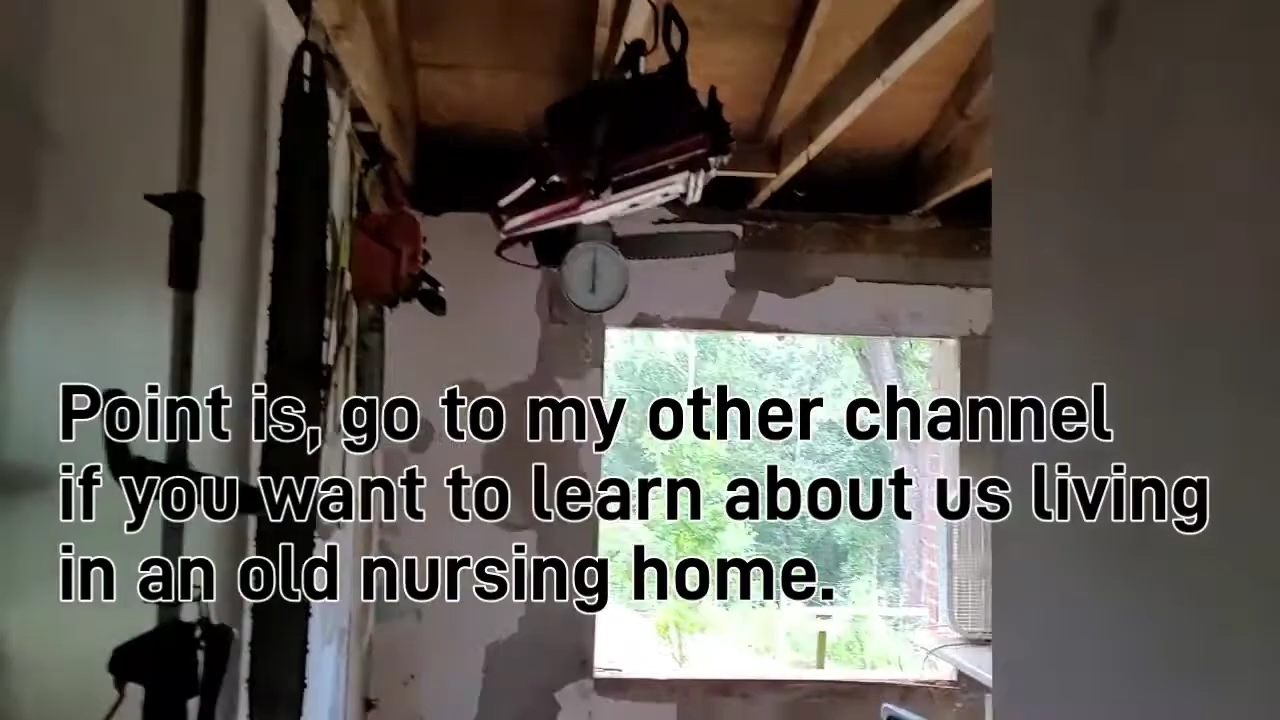 Point is, go to my other channel
if you want to learn about us living
in an old nursing home.